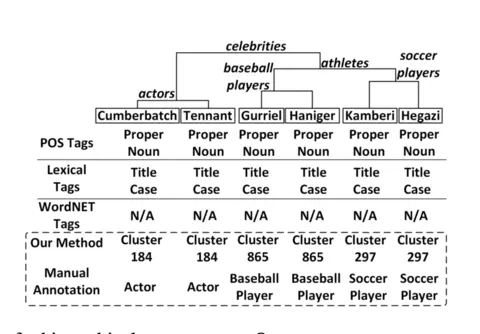 celebrities
baseball players
athletes
soccer players
actors
Cumberbatch Tennant Gurriel Haniger Kamberi Hegazi
POS Tags
Proper Noun Proper Noun Proper Noun Proper Noun Proper Noun Proper Noun
Lexical Tags
Title Case Title Case Title Case Title Case Title Case Title Case
WordNET Tags
N/A N/A N/A N/A N/A N/A
Our Method
Cluster 184 Cluster 184 Cluster 865 Cluster 865 Cluster 297 Cluster 297
Manual Annotation
Actor Actor Baseball Player Baseball Player Soccer Player Soccer Player